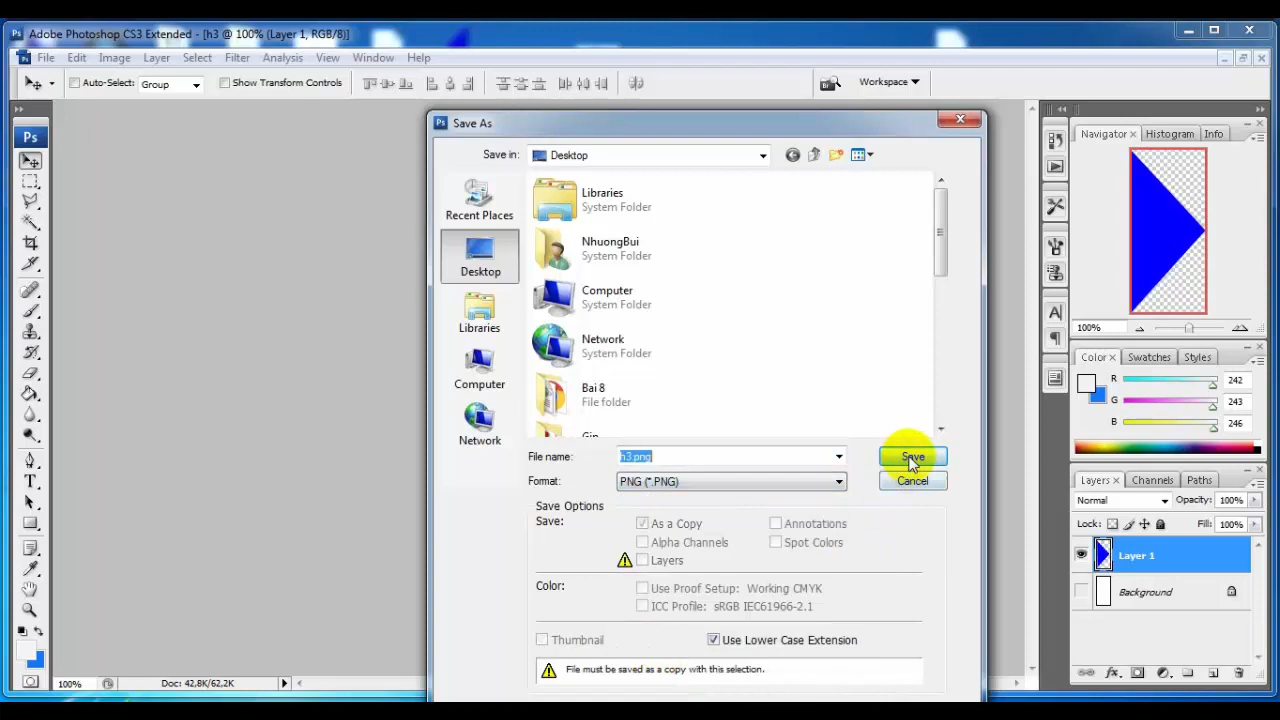 Adobe Photoshop CS3 Extended - [h3 @ 100% (Layer 1, RGB/8)]
File Edit Image Layer Select Filter Analysis View Window Help
Auto-Select: Group Show Transform Controls Workspace
Ps
Save As
Save in: Desktop
Recent Places
Desktop
Libraries
Computer
Network
Libraries
System Folder
NhuongBui
System Folder
Computer
System Folder
Network
System Folder
Bai 8
File folder
File name: h3.png Save
Format: PNG (*.PNG) Cancel
Save Options
Save: As a Copy Annotations
Alpha Channels Spot Colors
Layers
Color: Use Proof Setup: Working CMYK
ICC Profile: sRGB IEC61966-2.1
Thumbnail Use Lower Case Extension
File must be saved as a copy with this selection.
Navigator Histogram Info
100%
Color Swatches Styles
R 242
G 243
B 246
Layers Channels Paths
Normal Opacity: 100%
Lock: Fill: 100%
Layer 1
Background
100% Doc: 42,8K/62,2K